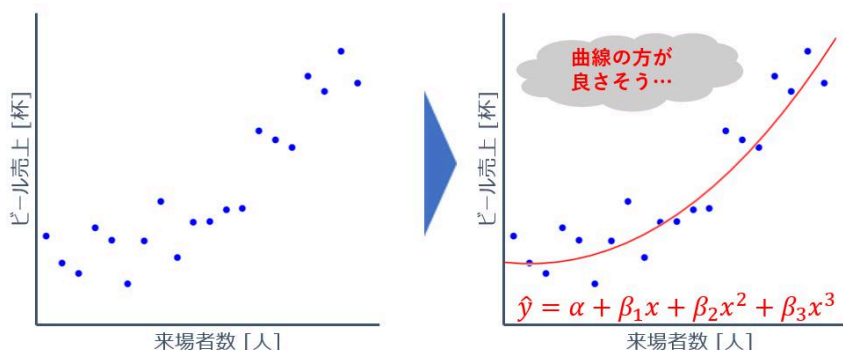 ビール売上 [杯]
来場者数 [人]
曲線の方が
良さそう…
ビール売上 [杯]
ŷ = α + β₁x + β₂x² + β₃x³
来場者数 [人]